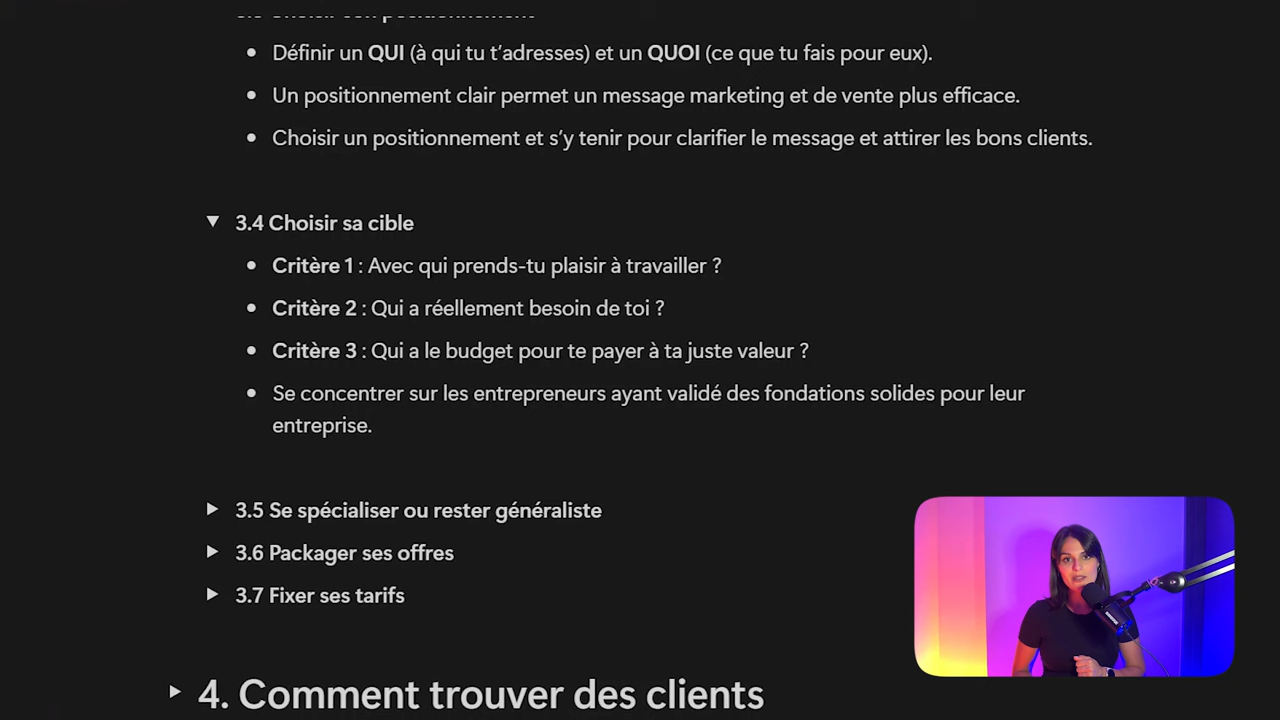 Définir un QUI (à qui tu t'adresses) et un QUOI (ce que tu fais pour eux).
Un positionnement clair permet un message marketing et de vente plus efficace.
Choisir un positionnement et s'y tenir pour clarifier le message et attirer les bons clients.
3.4 Choisir sa cible
Critère 1 : Avec qui prends-tu plaisir à travailler ?
Critère 2 : Qui a réellement besoin de toi ?
Critère 3 : Qui a le budget pour te payer à ta juste valeur ?
Se concentrer sur les entrepreneurs ayant validé des fondations solides pour leur
entreprise.
3.5 Se spécialiser ou rester généraliste
3.6 Packager ses offres
3.7 Fixer ses tarifs
4. Comment trouver des clients